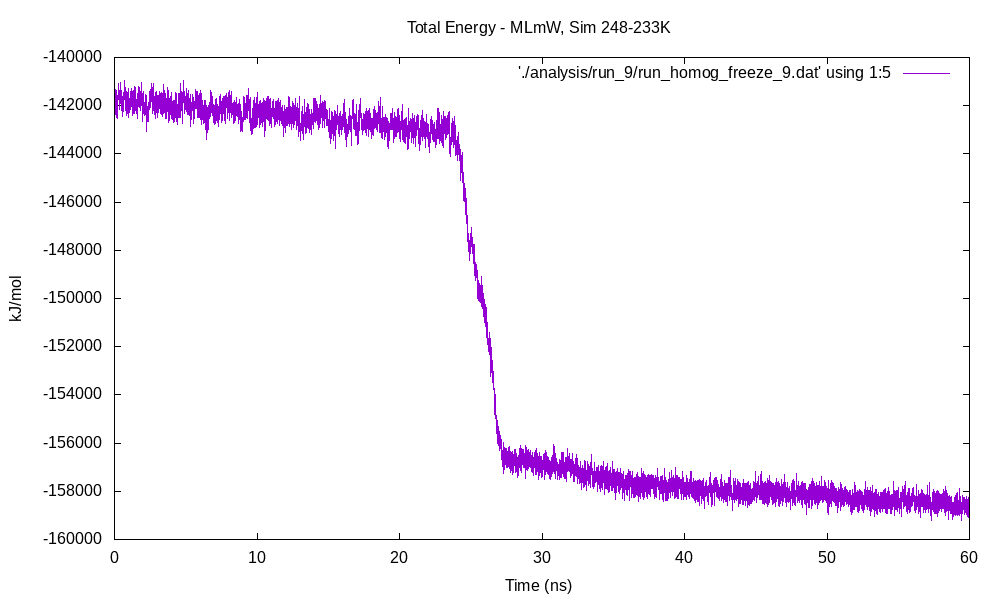 Total Energy - MLmW, Sim 248-233K
'./analysis/run_9/run_homog_freeze_9.dat' using 1:5
-140000
-142000
-144000
-146000
-148000
-150000
-152000
-154000
-156000
-158000
-160000
kJ/mol
0 10 20 30 40 50 60
Time (ns)